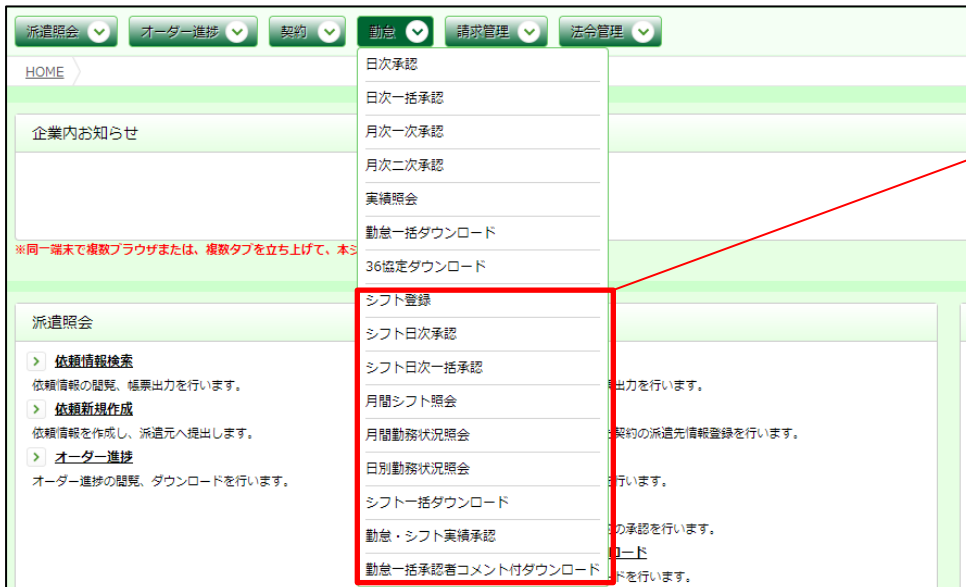 派遣照会 オーダー進捗 契約 勤怠 請求管理 法令管理
HOME
日次承認
日次一括承認
月次一次承認
月次二次承認
実績照会
勤怠一括ダウンロード
36協定ダウンロード
シフト登録
シフト日次承認
シフト日次一括承認
月間シフト照会
月間勤務状況照会
日別勤務状況照会
シフト一括ダウンロード
勤怠・シフト実績承認
勤怠一括承認者コメント付ダウンロード
企業内お知らせ
※同一端末で複数ブラウザまたは、複数タブを立ち上げて、本シ
派遣照会
依頼情報検索
依頼情報の閲覧、帳票出力を行います。
依頼新規作成
依頼情報を作成し、派遣元へ提出します。
オーダー進捗
オーダー進捗の閲覧、ダウンロードを行います。
出力を行います。
契約の派遣先情報登録を行います。
行います。
の承認を行います。
ロード
ドを行います。